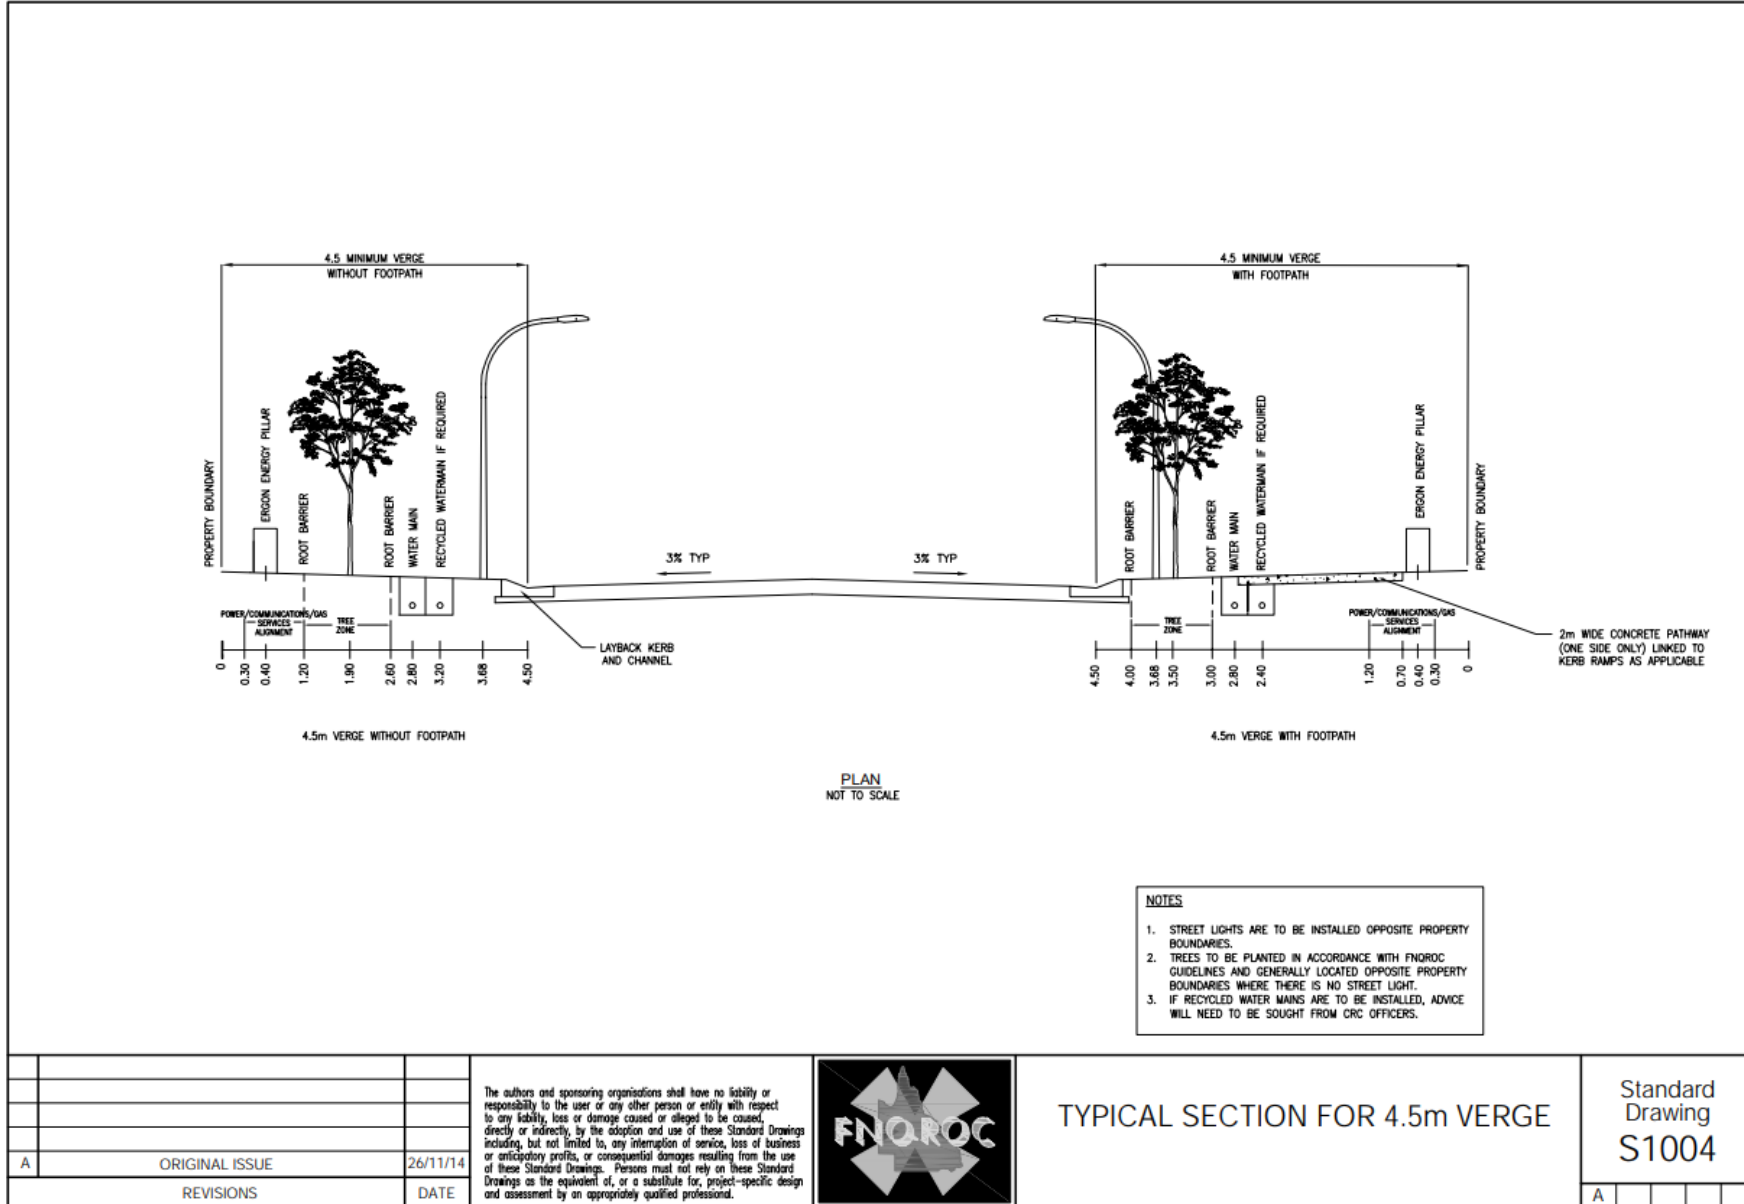 4.5 MINIMUM VERGE
WITHOUT FOOTPATH
4.5 MINIMUM VERGE
WITH FOOTPATH
PROPERTY BOUNDARY
ERGON ENERGY PILLAR
ROOT BARRIER
ROOT BARRIER
WATER MAIN
RECYCLED WATERMAIN IF REQUIRED
3% TYP
3% TYP
ROOT BARRIER
ROOT BARRIER
WATER MAIN
RECYCLED WATERMAIN IF REQUIRED
ERGON ENERGY PILLAR
PROPERTY BOUNDARY
POWER/COMMUNICATIONS/GAS
SERVICES
ALIGNMENT
TREE
ZONE
LAYBACK KERB
AND CHANNEL
TREE
ZONE
POWER/COMMUNICATIONS/GAS
SERVICES
ALIGNMENT
2m WIDE CONCRETE PATHWAY
(ONE SIDE ONLY) LINKED TO
KERB RAMPS AS APPLICABLE
0
0.30
0.40
1.20
1.90
2.60
2.80
3.20
3.68
4.50
4.50
4.00
3.68
3.50
3.00
2.80
2.40
1.20
0.70
0.40
0.30
0
4.5m VERGE WITHOUT FOOTPATH
4.5m VERGE WITH FOOTPATH
PLAN
NOT TO SCALE
NOTES
1. STREET LIGHTS ARE TO BE INSTALLED OPPOSITE PROPERTY
BOUNDARIES.
2. TREES TO BE PLANTED IN ACCORDANCE WITH FNQROC
GUIDELINES AND GENERALLY LOCATED OPPOSITE PROPERTY
BOUNDARIES WHERE THERE IS NO STREET LIGHT.
3. IF RECYCLED WATER MAINS ARE TO BE INSTALLED, ADVICE
WILL NEED TO BE SOUGHT FROM CRC OFFICERS.
A ORIGINAL ISSUE 26/11/14
REVISIONS DATE
The authors and sponsoring organisations shall have no liability or
responsibility to the user or any other person or entity with respect
to any liability, loss or damage caused or alleged to be caused,
directly or indirectly, by the adoption and use of these Standard Drawings
including, but not limited to, any interruption of service, loss of business
or anticipatory profits, or consequential damages resulting from the use
of these Standard Drawings. Persons must not rely on these Standard
Drawings as the equivalent of, or a substitute for, project-specific design
and assessment by an appropriately qualified professional.
FNQROC
TYPICAL SECTION FOR 4.5m VERGE
Standard
Drawing
S1004
A